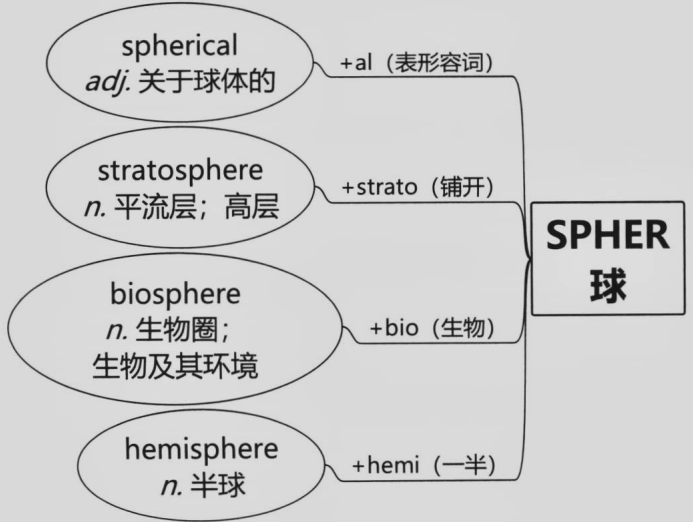 spherical
adj. 关于球体的
+al（表形容词）
stratosphere
n. 平流层；高层
+strato（铺开）
SPHER
球
biosphere
n. 生物圈；
生物及其环境
+bio（生物）
hemisphere
n. 半球
+hemi（一半）